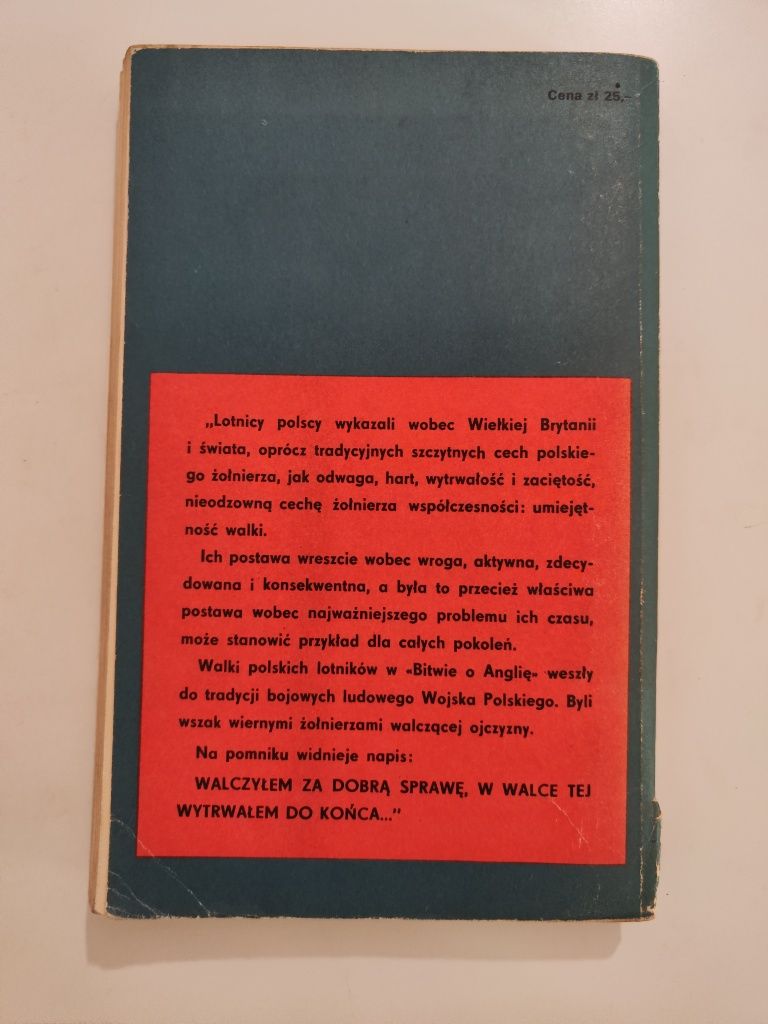 Cena zł 25,-
„Lotnicy polscy wykazali wobec Wielkiej Brytanii
i świata, oprócz tradycyjnych szczytnych cech polskie-
go żołnierza, jak odwaga, hart, wytrwałość i zaciętość,
nieodzowną cechę żołnierza współczesności: umiejęt-
ność walki.
Ich postawa wreszcie wobec wroga, aktywna, zdecy-
dowana i konsekwentna, a była to przecież właściwa
postawa wobec najważniejszego problemu ich czasu,
może stanowić przykład dla całych pokoleń.
Walki polskich lotników w «Bitwie o Anglię» weszły
do tradycji bojowych ludowego Wojska Polskiego. Byli
wszak wiernymi żołnierzami walczącej ojczyzny.
Na pomniku widnieje napis:
WALCZYŁEM ZA DOBRĄ SPRAWĘ, W WALCE TEJ
WYTRWAŁEM DO KOŃCA..."